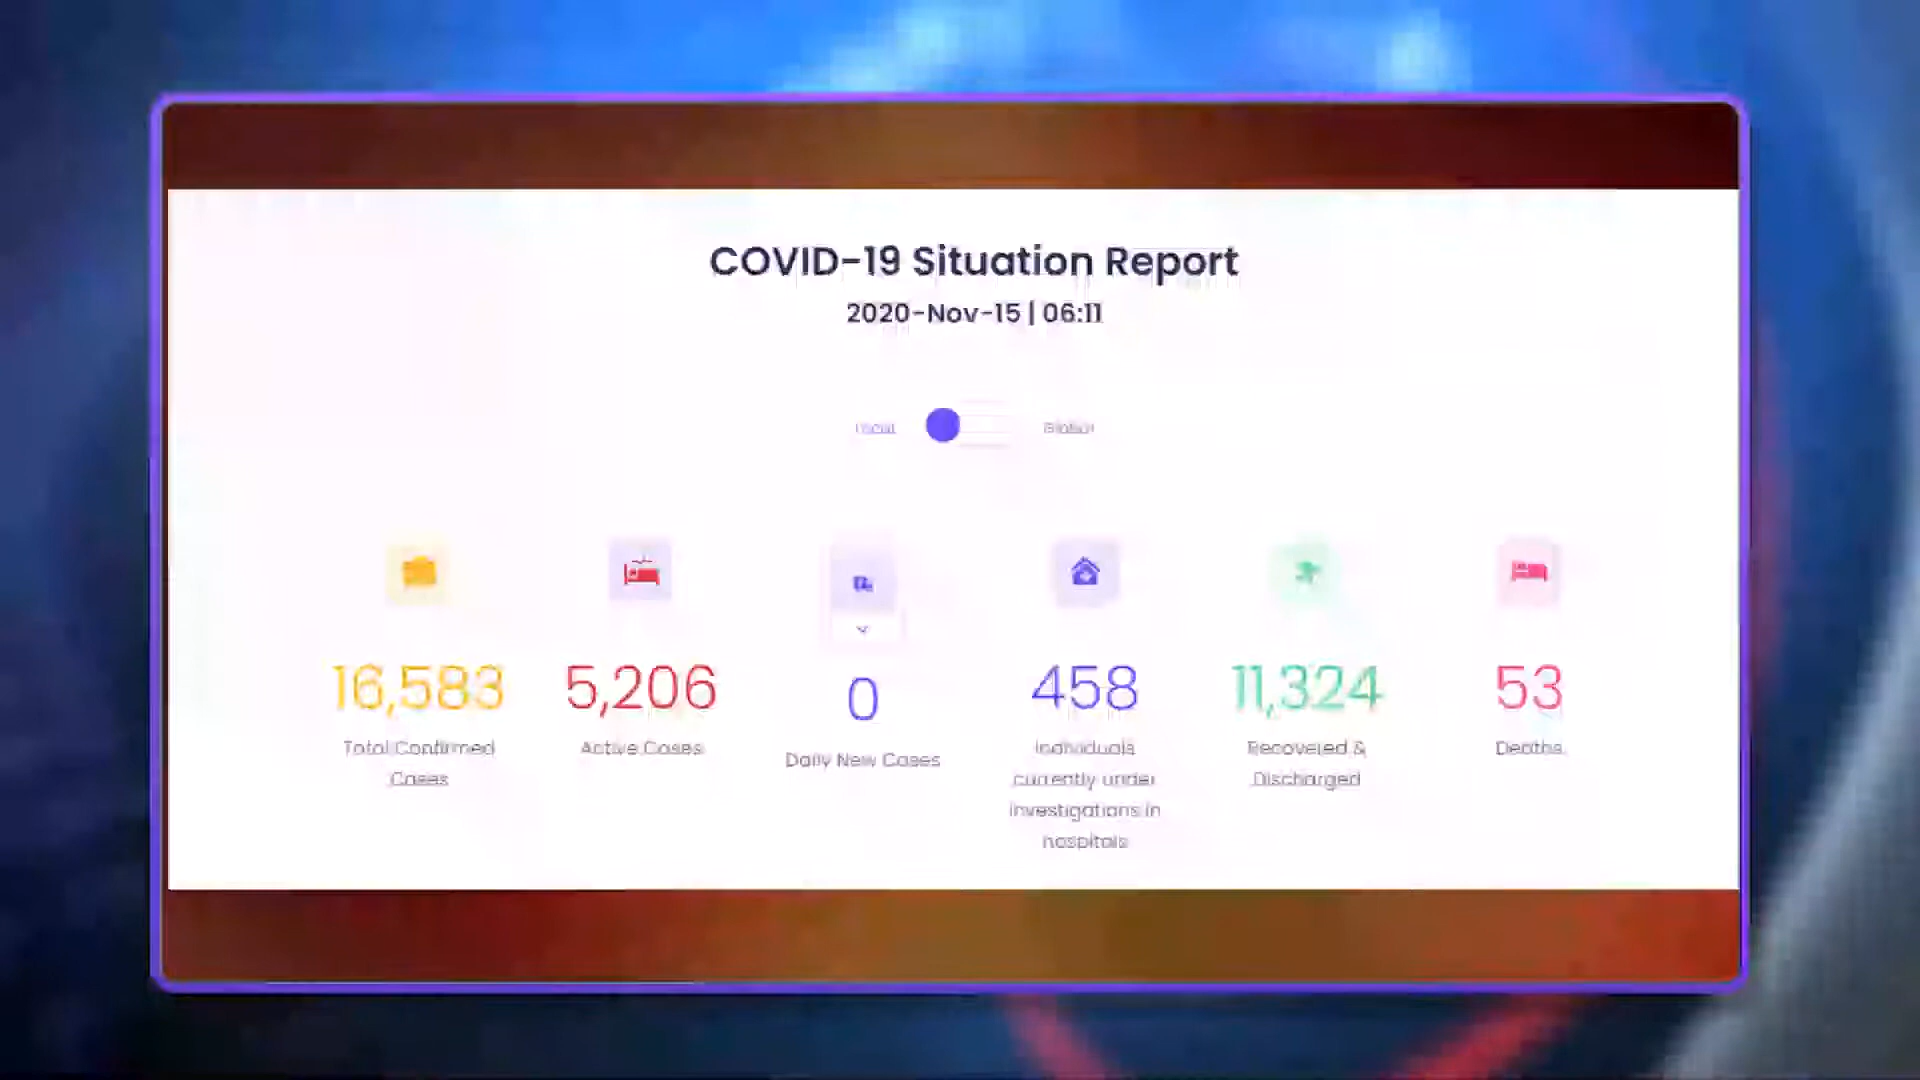 COVID-19 Situation Report
2020-Nov-15 | 06:11
Local Global
16,583 5,206 0 458 11,324 53
Total Confirmed Cases
Active Cases
Daily New Cases
Individuals currently under investigations in hospitals
Recovered & Discharged
Deaths